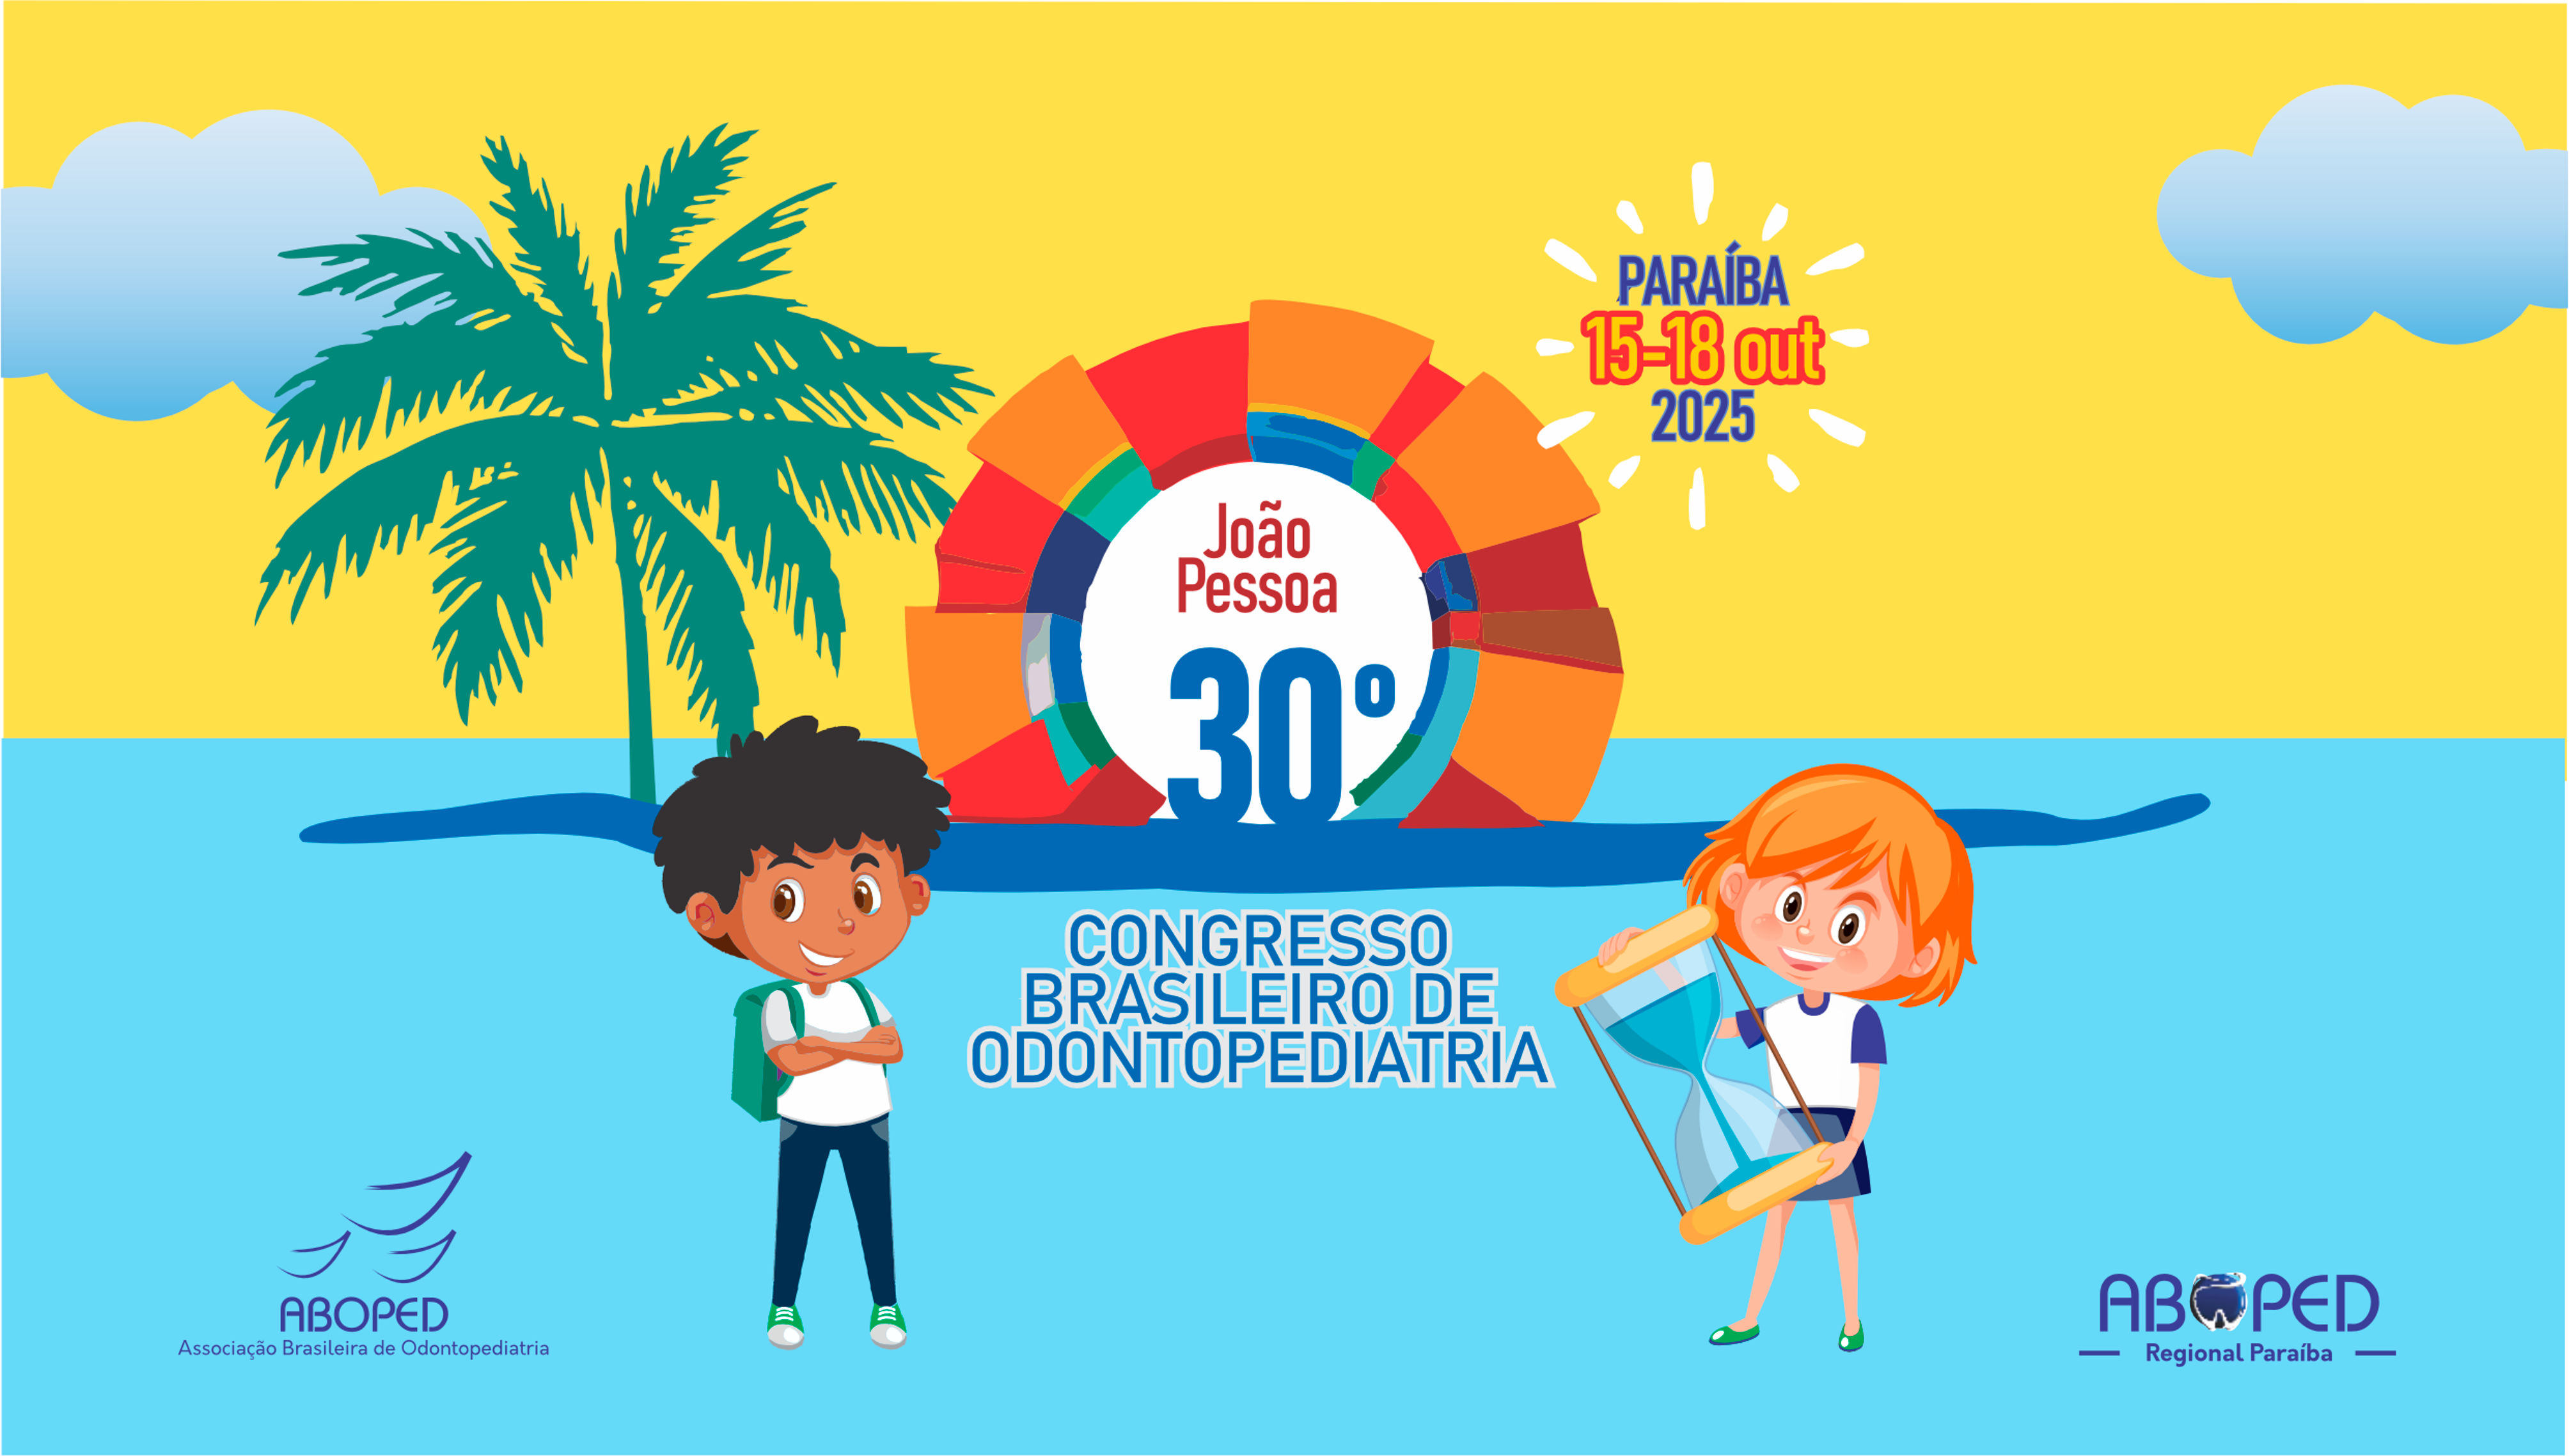 PARAÍBA
15-18 out
2025
João
Pessoa
30º
CONGRESSO
BRASILEIRO DE
ODONTOPEDIATRIA
ABOPED
Associação Brasileira de Odontopediatria
ABOPED
Regional Paraíba